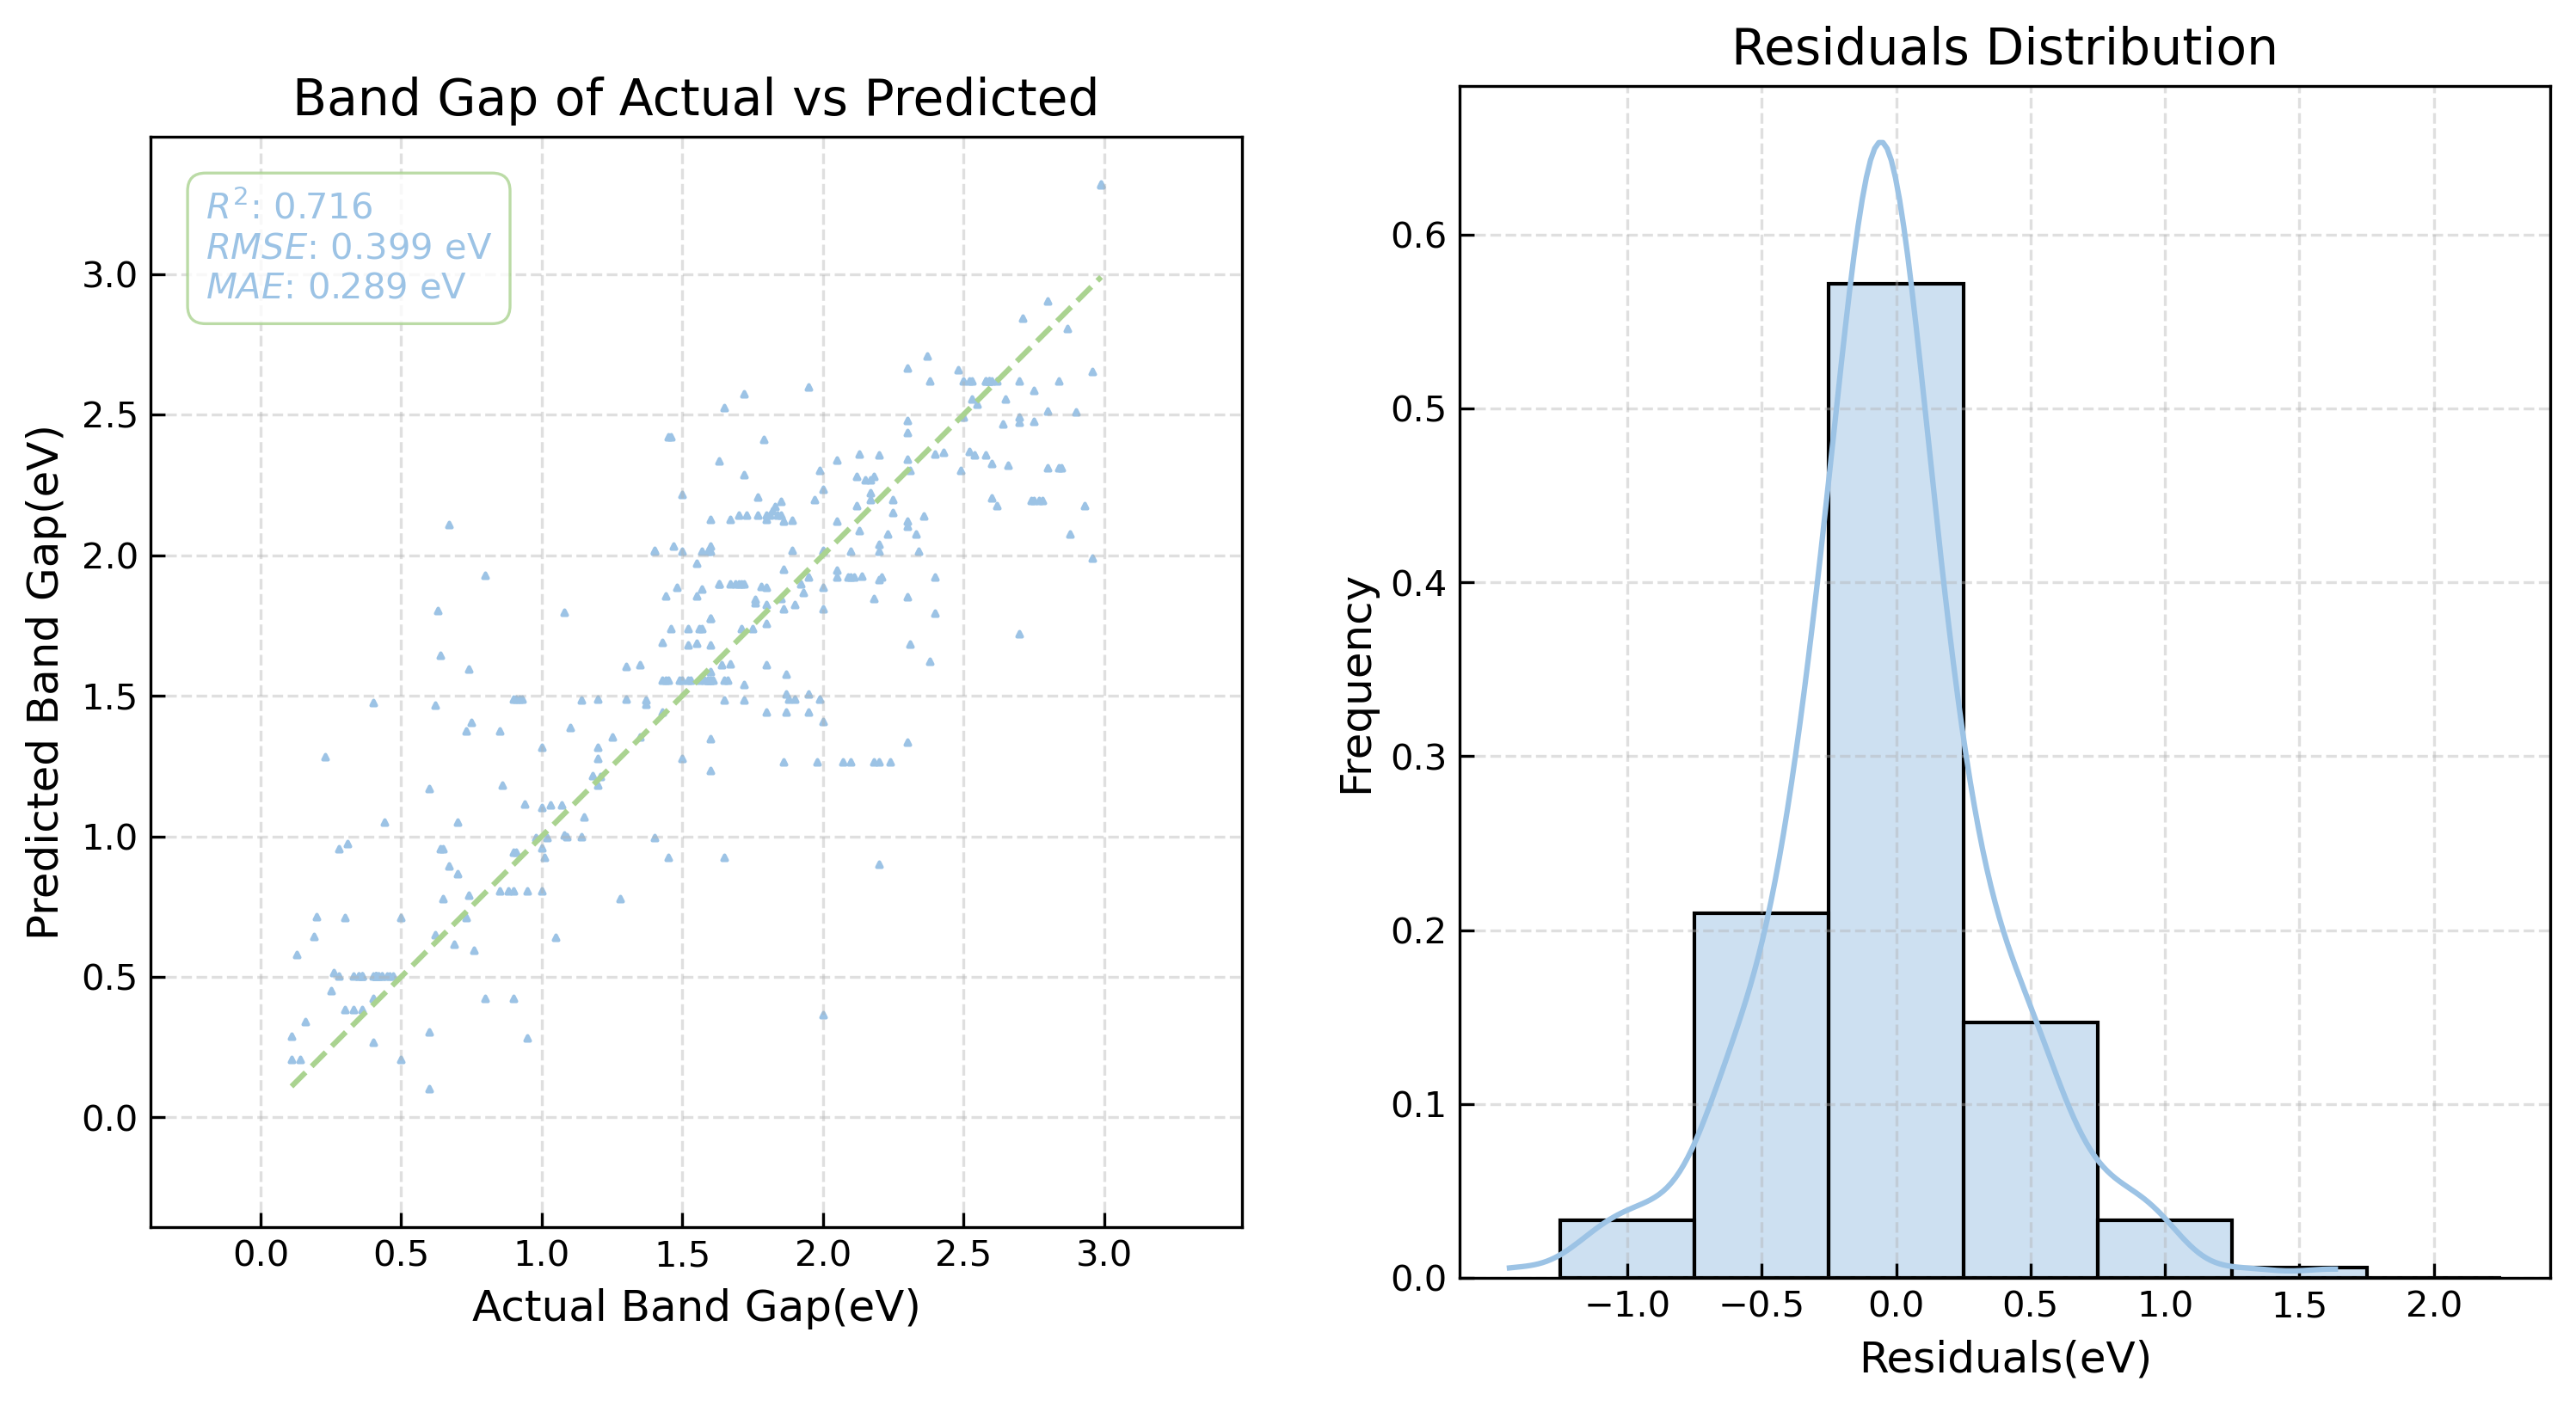 Band Gap of Actual vs Predicted
R²: 0.716
RMSE: 0.399 eV
MAE: 0.289 eV
3.0
2.5
2.0
1.5
1.0
0.5
0.0
Predicted Band Gap(eV)
0.0 0.5 1.0 1.5 2.0 2.5 3.0
Actual Band Gap(eV)
Residuals Distribution
0.6
0.5
0.4
0.3
0.2
0.1
0.0
Frequency
−1.0 −0.5 0.0 0.5 1.0 1.5 2.0
Residuals(eV)